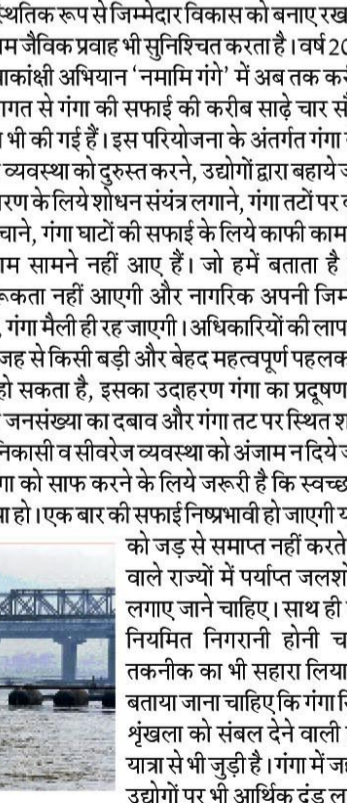 स्थितिक रूप से जिम्मेदार विकास को बनाए रख
म जैविक प्रवाह भी सुनिश्चित करता है। वर्ष 20
वाकांक्षी अभियान ‘नमामि गंगे’ में अब तक कर
ागत से गंगा की सफाई की करीब साढ़े चार सौ
भी की गई हैं। इस परियोजना के अंतर्गत गंगा
व्यवस्था को दुरुस्त करने, उद्योगों द्वारा बहाये ज
रण के लिये शोधन संयंत्र लगाने, गंगा तटों पर व
चाने, गंगा घाटों की सफाई के लिये काफी काम
ाम सामने नहीं आए हैं। जो हमें बताता है
रूकता नहीं आएगी और नागरिक अपनी जिम
, गंगा मैली ही रह जाएगी। अधिकारियों की लाप
जह से किसी बड़ी और बेहद महत्वपूर्ण पहलक
हो सकता है, इसका उदाहरण गंगा का प्रदूषण
जनसंख्या का दबाव और गंगा तट पर स्थित श
निकासी व सीवरेज व्यवस्था को अंजाम न दिये ज
गा को साफ करने के लिये जरूरी है कि स्वच्छ
या हो। एक बार की सफाई निष्प्रभावी हो जाएगी य
को जड़ से समाप्त नहीं करते
वाले राज्यों में पर्याप्त जलशो
लगाए जाने चाहिए। साथ ही
नियमित निगरानी होनी च
तकनीक का भी सहारा लिया
बताया जाना चाहिए कि गंगा सि
शृंखला को संबल देने वाली
यात्रा से भी जुड़ी है। गंगा में जह
उद्योगों पर भी आर्थिक दंड ल